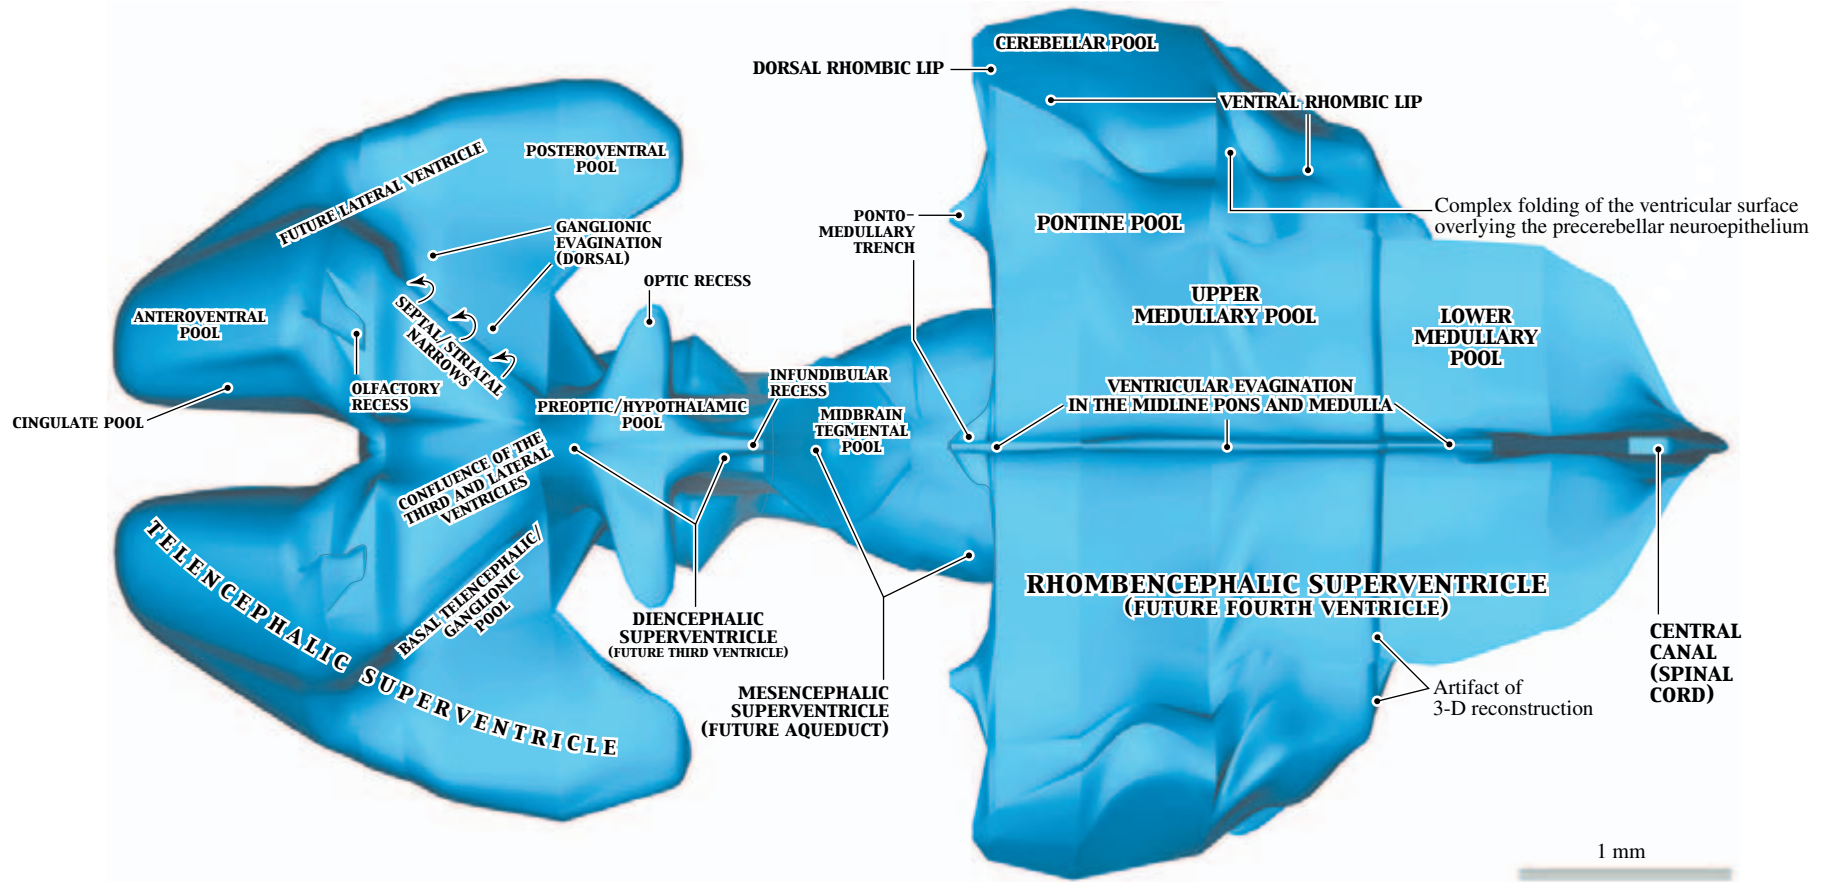 CEREBELLAR POOL
DORSAL RHOMBIC LIP
VENTRAL RHOMBIC LIP
POSTEROVENTRAL
POOL
FUTURE LATERAL VENTRICLE
Complex folding of the ventricular surface
overlying the precerebellar neuroepithelium
PONTO-
MEDULLARY
TRENCH
PONTINE POOL
GANGLIONIC
EVAGINATION
(DORSAL)
OPTIC RECESS
UPPER
MEDULLARY POOL
LOWER
MEDULLARY
POOL
ANTEROVENTRAL
POOL
SEPTAL/STRIATAL
NARROWS
OLFACTORY
RECESS
INFUNDIBULAR
RECESS
VENTRICULAR EVAGINATION
IN THE MIDLINE PONS AND MEDULLA
CINGULATE POOL
PREOPTIC/HYPOTHALAMIC
POOL
MIDBRAIN
TEGMENTAL
POOL
CONFLUENCE OF THE
THIRD AND LATERAL
VENTRICLES
BASAL TELENCEPHALIC/
GANGLIONIC
POOL
TELENCEPHALIC SUPERVENTRICLE
RHOMBENCEPHALIC SUPERVENTRICLE
(FUTURE FOURTH VENTRICLE)
DIENCEPHALIC
SUPERVENTRICLE
(FUTURE THIRD VENTRICLE)
CENTRAL
CANAL
(SPINAL
CORD)
MESENCEPHALIC
SUPERVENTRICLE
(FUTURE AQUEDUCT)
Artifact of
3-D reconstruction
1 mm